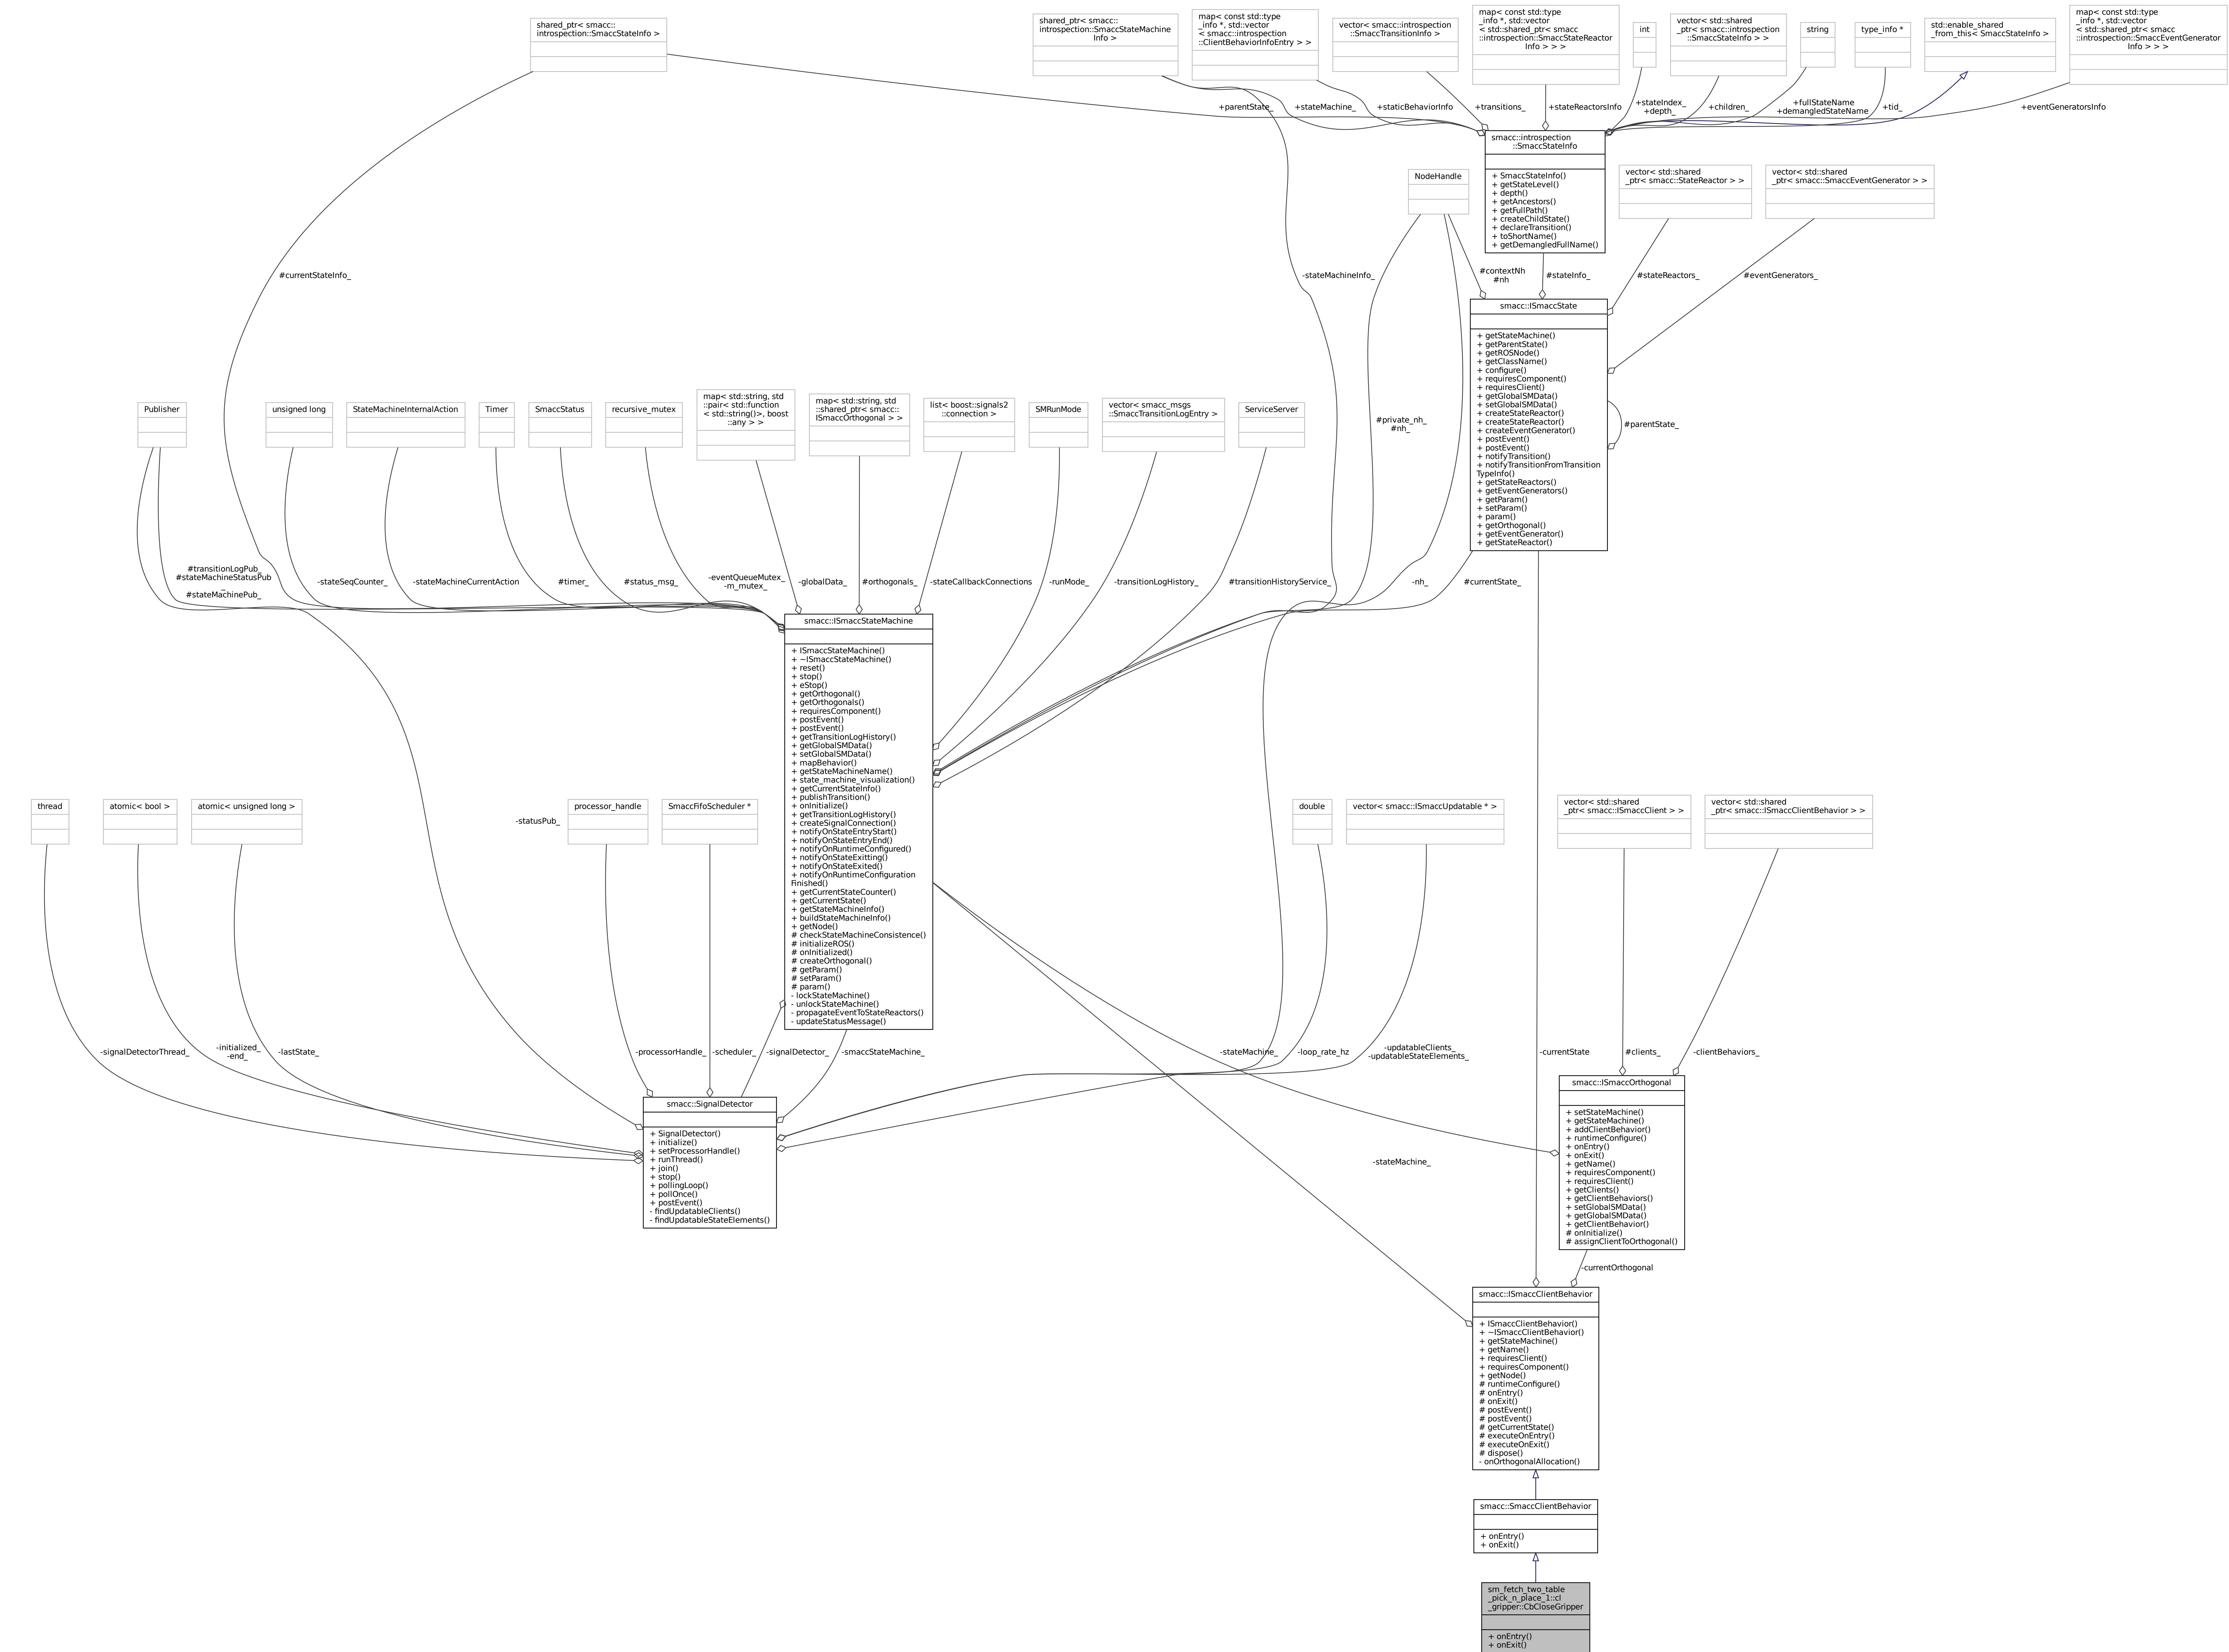 shared_ptr< smacc::
introspection::SmaccStateInfo >
shared_ptr< smacc::
introspection::SmaccStateMachine
Info >
map< const std::type
_info *, std::vector
< smacc::introspection
::ClientBehaviorInfoEntry > >
vector< smacc::introspection
::SmaccTransitionInfo >
map< const std::type
_info *, std::vector
< std::shared_ptr< smacc
::introspection::SmaccStateReactor
Info > > >
int
vector< std::shared
_ptr< smacc::introspection
::SmaccStateInfo > >
string
type_info *
std::enable_shared
_from_this< SmaccStateInfo >
map< const std::type
_info *, std::vector
< std::shared_ptr< smacc
::introspection::SmaccEventGenerator
Info > > >
+parentState_
+stateMachine_
+staticBehaviorInfo
+transitions_
+stateReactorsInfo
+stateIndex_
+depth_
+children_
+fullStateName
+demangledStateName
+tid_
+eventGeneratorsInfo
smacc::introspection
::SmaccStateInfo
+ SmaccStateInfo()
+ getStateLevel()
+ depth()
+ getAncestors()
+ getFullPath()
+ createChildState()
+ declareTransition()
+ toShortName()
+ getDemangledFullName()
NodeHandle
vector< std::shared
_ptr< smacc::StateReactor > >
vector< std::shared
_ptr< smacc::SmaccEventGenerator > >
#currentStateInfo_
-stateMachineInfo_
#contextNh
#nh
#stateInfo_
#stateReactors_
#eventGenerators_
smacc::ISmaccState
+ getStateMachine()
+ getParentState()
+ getROSNode()
+ getClassName()
+ configure()
+ requiresComponent()
+ requiresClient()
+ getGlobalSMData()
+ setGlobalSMData()
+ createStateReactor()
+ createStateReactor()
+ createEventGenerator()
+ postEvent()
+ postEvent()
+ notifyTransition()
+ notifyTransitionFromTransition
TypeInfo()
+ getStateReactors()
+ getEventGenerators()
+ getParam()
+ setParam()
+ param()
+ getOrthogonal()
+ getEventGenerator()
+ getStateReactor()
#parentState_
Publisher
unsigned long
StateMachineInternalAction
Timer
SmaccStatus
recursive_mutex
map< std::string, std
::pair< std::function
< std::string()>, boost
::any > >
map< std::string, std
::shared_ptr< smacc::
ISmaccOrthogonal > >
list< boost::signals2
::connection >
SMRunMode
vector< smacc_msgs
::SmaccTransitionLogEntry >
ServiceServer
#private_nh_
#nh_
#transitionLogPub_
#stateMachineStatusPub
_
#stateMachinePub_
-stateSeqCounter_
-stateMachineCurrentAction
#timer_
#status_msg_
-eventQueueMutex_
-m_mutex_
-globalData_
#orthogonals_
-stateCallbackConnections
-runMode_
-transitionLogHistory_
#transitionHistoryService_
-nh_
#currentState_
smacc::ISmaccStateMachine
+ ISmaccStateMachine()
+ ~ISmaccStateMachine()
+ reset()
+ stop()
+ eStop()
+ getOrthogonal()
+ getOrthogonals()
+ requiresComponent()
+ postEvent()
+ postEvent()
+ getTransitionLogHistory()
+ getGlobalSMData()
+ setGlobalSMData()
+ mapBehavior()
+ getStateMachineName()
+ state_machine_visualization()
+ getCurrentStateInfo()
+ publishTransition()
+ onInitialize()
+ getTransitionLogHistory()
+ createSignalConnection()
+ notifyOnStateEntryStart()
+ notifyOnStateEntryEnd()
+ notifyOnRuntimeConfigured()
+ notifyOnStateExitting()
+ notifyOnStateExited()
+ notifyOnRuntimeConfiguration
Finished()
+ getCurrentStateCounter()
+ getCurrentState()
+ getStateMachineInfo()
+ buildStateMachineInfo()
+ getNode()
# checkStateMachineConsistence()
# initializeROS()
# onInitialized()
# createOrthogonal()
# getParam()
# setParam()
# param()
- lockStateMachine()
- unlockStateMachine()
- propagateEventToStateReactors()
- updateStatusMessage()
thread
atomic< bool >
atomic< unsigned long >
-statusPub_
processor_handle
SmaccFifoScheduler *
double
vector< smacc::ISmaccUpdatable * >
vector< std::shared
_ptr< smacc::ISmaccClient > >
vector< std::shared
_ptr< smacc::ISmaccClientBehavior > >
-signalDetectorThread_
-initialized_
-end_
-lastState_
-processorHandle_
-scheduler_
-signalDetector_
-smaccStateMachine_
-stateMachine_
-loop_rate_hz
-updatableClients_
-updatableStateElements_
-currentState
#clients_
-clientBehaviors_
smacc::SignalDetector
+ SignalDetector()
+ initialize()
+ setProcessorHandle()
+ runThread()
+ join()
+ stop()
+ pollingLoop()
+ pollOnce()
+ postEvent()
- findUpdatableClients()
- findUpdatableStateElements()
smacc::ISmaccOrthogonal
+ setStateMachine()
+ getStateMachine()
+ addClientBehavior()
+ runtimeConfigure()
+ onEntry()
+ onExit()
+ getName()
+ requiresComponent()
+ requiresClient()
+ getClients()
+ getClientBehaviors()
+ setGlobalSMData()
+ getGlobalSMData()
+ getClientBehavior()
# onInitialize()
# assignClientToOrthogonal()
-stateMachine_
-currentOrthogonal
smacc::ISmaccClientBehavior
+ ISmaccClientBehavior()
+ ~ISmaccClientBehavior()
+ getStateMachine()
+ getName()
+ requiresClient()
+ requiresComponent()
+ getNode()
# runtimeConfigure()
# onEntry()
# onExit()
# postEvent()
# postEvent()
# getCurrentState()
# executeOnEntry()
# executeOnExit()
# dispose()
- onOrthogonalAllocation()
smacc::SmaccClientBehavior
+ onEntry()
+ onExit()
sm_fetch_two_table
_pick_n_place_1::cl
_gripper::CbCloseGripper
+ onEntry()
+ onExit()